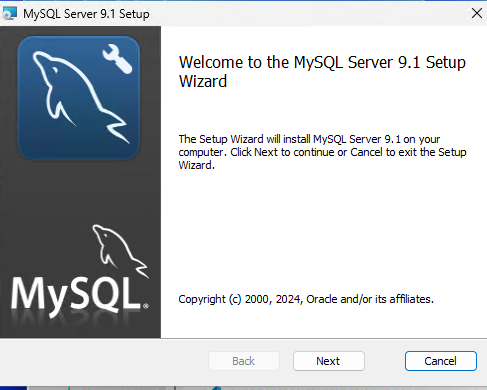 MySQL Server 9.1 Setup
Welcome to the MySQL Server 9.1 Setup
Wizard
The Setup Wizard will install MySQL Server 9.1 on your
computer. Click Next to continue or Cancel to exit the Setup
Wizard.
MySQL®
Copyright (c) 2000, 2024, Oracle and/or its affiliates.
Back
Next
Cancel